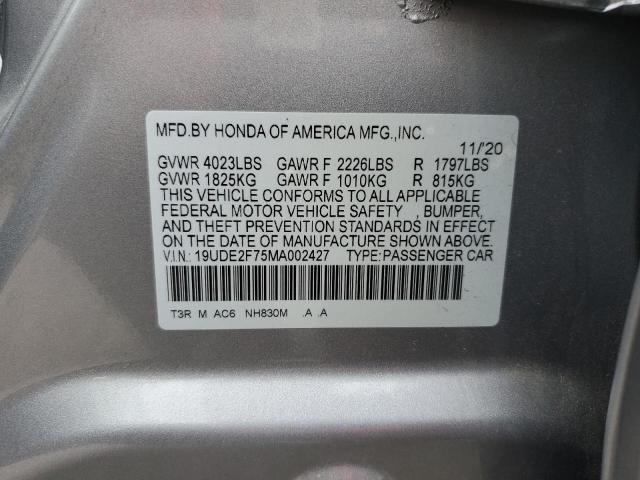 MFD.BY HONDA OF AMERICA MFG.,INC.
11/'20
GVWR 4023LBS GAWR F 2226LBS R 1797LBS
GVWR 1825KG GAWR F 1010KG R 815KG
THIS VEHICLE CONFORMS TO ALL APPLICABLE
FEDERAL MOTOR VEHICLE SAFETY , BUMPER,
AND THEFT PREVENTION STANDARDS IN EFFECT
ON THE DATE OF MANUFACTURE SHOWN ABOVE.
V.I.N.: 19UDE2F75MA002427 TYPE:PASSENGER CAR
T3R M AC6 NH830M .A .A